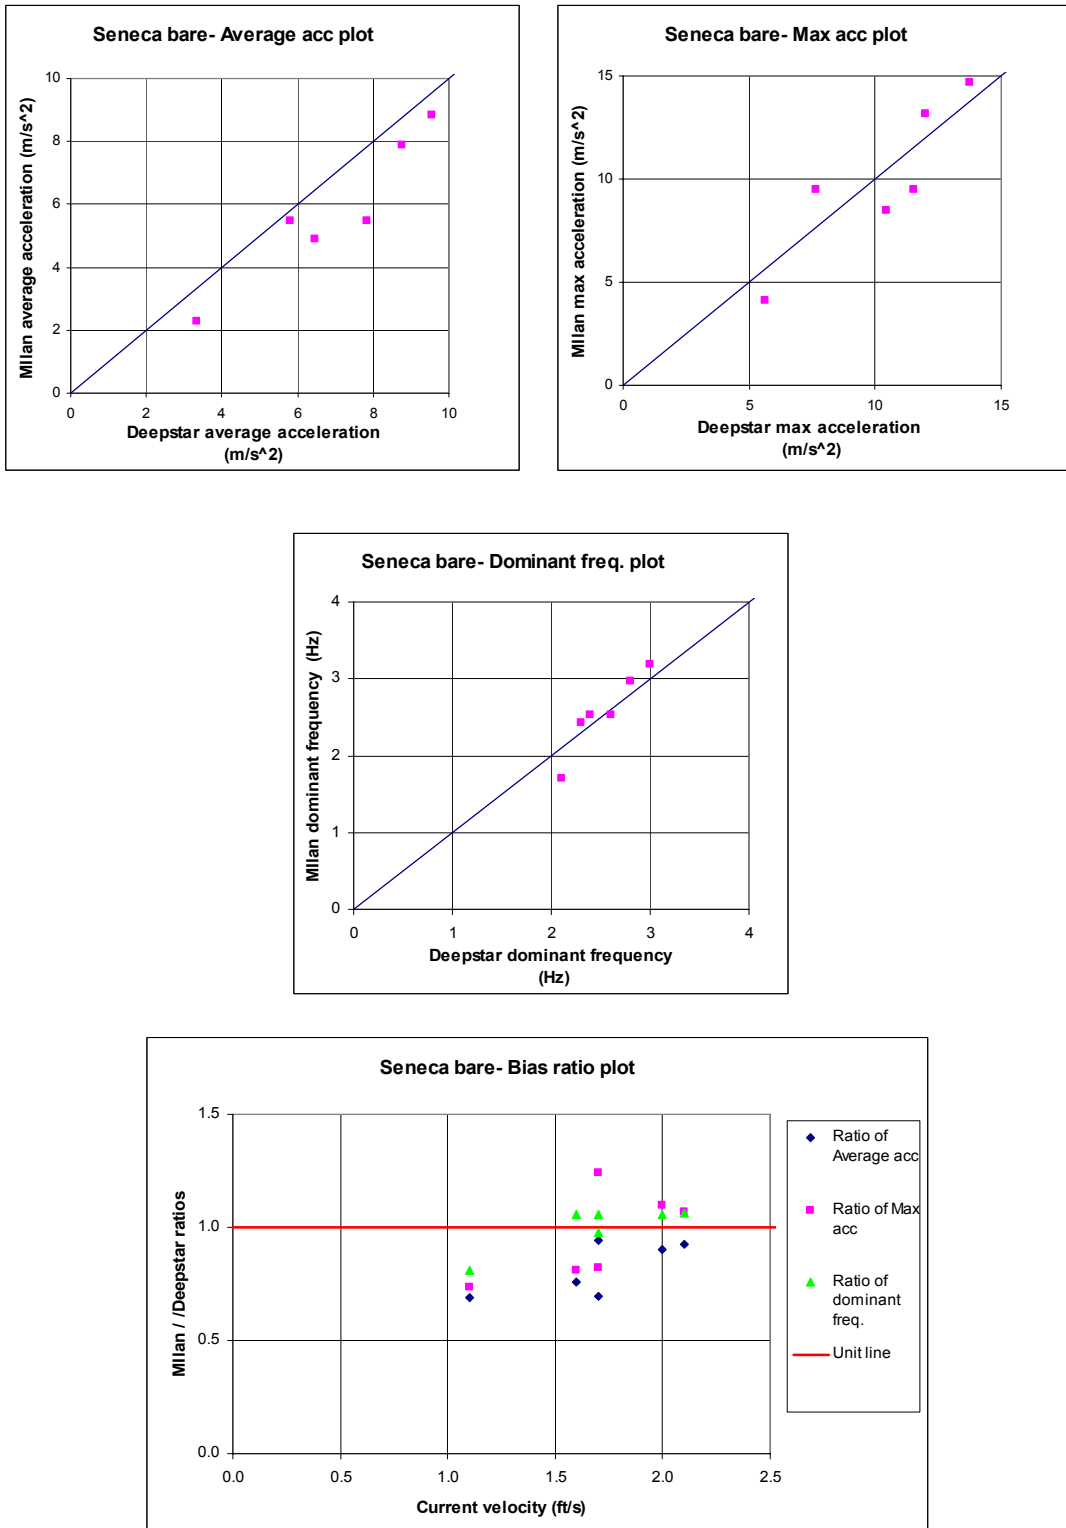 Seneca bare- Average acc plot
MIlan average acceleration (m/s^2)
10
8
6
4
2
0
0 2 4 6 8 10
Deepstar average acceleration
(m/s^2)
Seneca bare- Max acc plot
MIlan max acceleration (m/s^2)
15
10
5
0
0 5 10 15
Deepstar max acceleration
(m/s^2)
Seneca bare- Dominant freq. plot
MIlan dominant frequency (Hz)
4
3
2
1
0
0 1 2 3 4
Deepstar dominant frequency
(Hz)
Seneca bare- Bias ratio plot
MIlan / /Deepstar ratios
1.5
1.0
0.5
0.0
0.0 0.5 1.0 1.5 2.0 2.5
Current velocity (ft/s)
Ratio of
Average acc
Ratio of Max
acc
Ratio of
dominant
freq.
Unit line